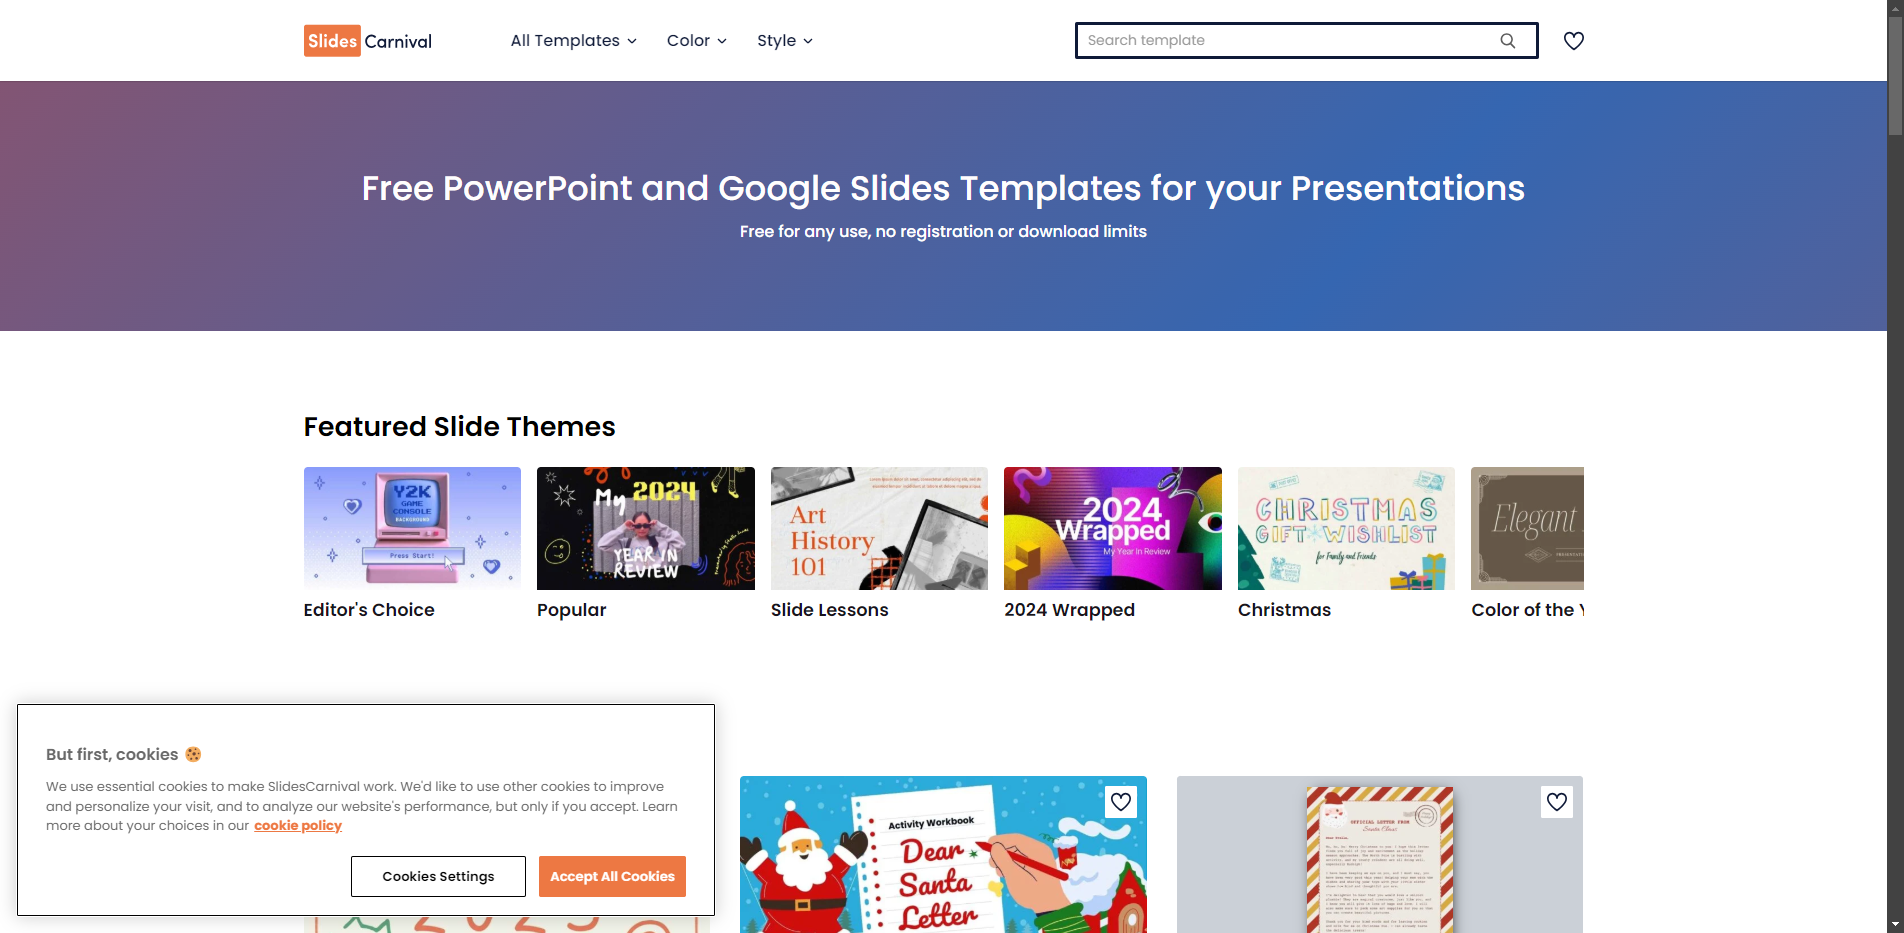 Slides Carnival
All Templates
Color
Style
Search template
Free PowerPoint and Google Slides Templates for your Presentations
Free for any use, no registration or download limits
Featured Slide Themes
Y2K
GAME
CONSOLE
BACKGROUND
Press Start!
Editor's Choice
My 2024
YEAR IN
REVIEW
Popular
Art
History
101
Slide Lessons
2024
Wrapped
My Year In Review
2024 Wrapped
CHRISTMAS
GIFT WISHLIST
for Family and Friends
Christmas
Elegant
Color of the Y
But first, cookies
We use essential cookies to make SlidesCarnival work. We'd like to use other cookies to improve
and personalize your visit, and to analyze our website's performance, but only if you accept. Learn
more about your choices in our cookie policy
Cookies Settings
Accept All Cookies
2025
Activity Workbook
Dear
Santa
Letter
OFFICIAL LETTER FROM
Santa Claus